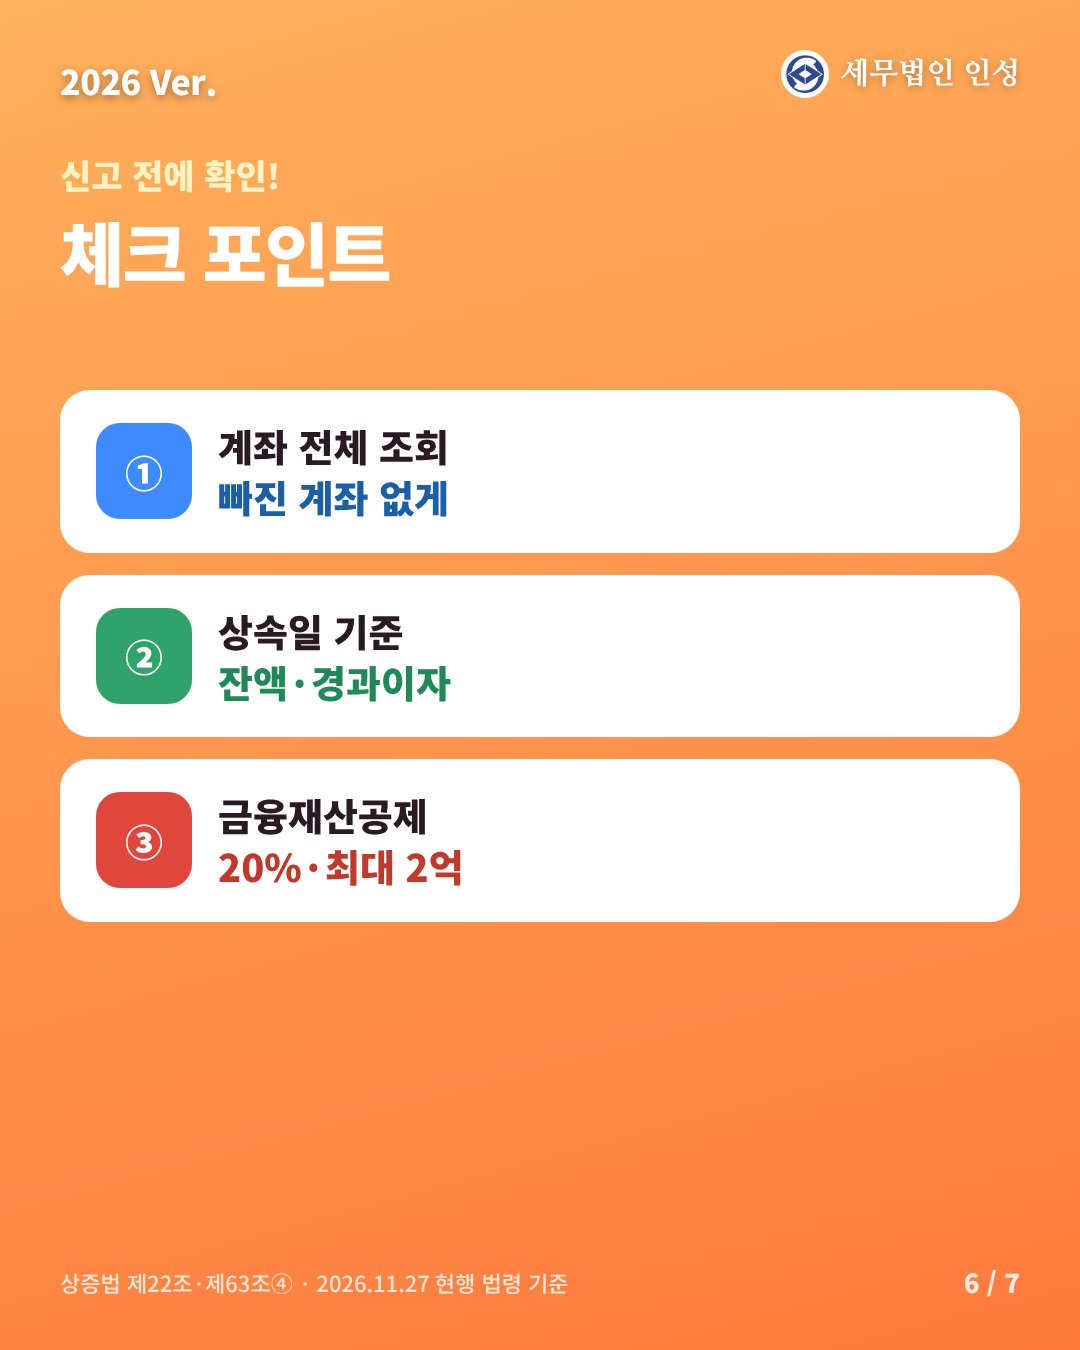 2026 Ver.
세무법인 인성
신고 전에 확인!
체크 포인트
①
계좌 전체 조회
빠진 계좌 없게
②
상속일 기준
잔액·경과이자
③
금융재산공제
20%·최대 2억
상증법 제22조·제63조④ · 2026.11.27 현행 법령 기준
6 / 7